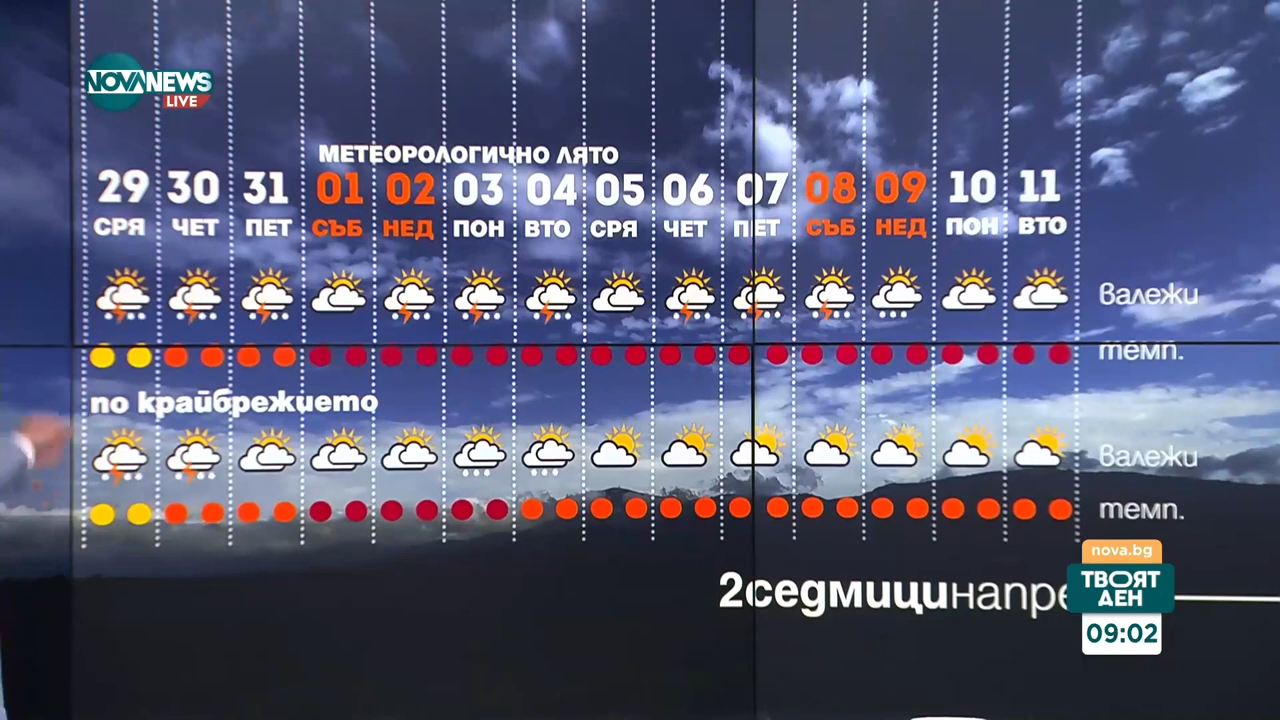 NOVA NEWS
LIVE
МЕТЕОРОЛОГИЧНО ЛЯТО
29 30 31 01 02 03 04 05 06 07 08 09 10 11
СРЯ ЧЕТ ПЕТ СЪБ НЕД ПОН ВТО СРЯ ЧЕТ ПЕТ СЪБ НЕД ПОН ВТО
валежи
темп.
по крайбрежието
валежи
темп.
2седмицинапре
nova.bg
ТВОЯТ
ДЕН
09:02